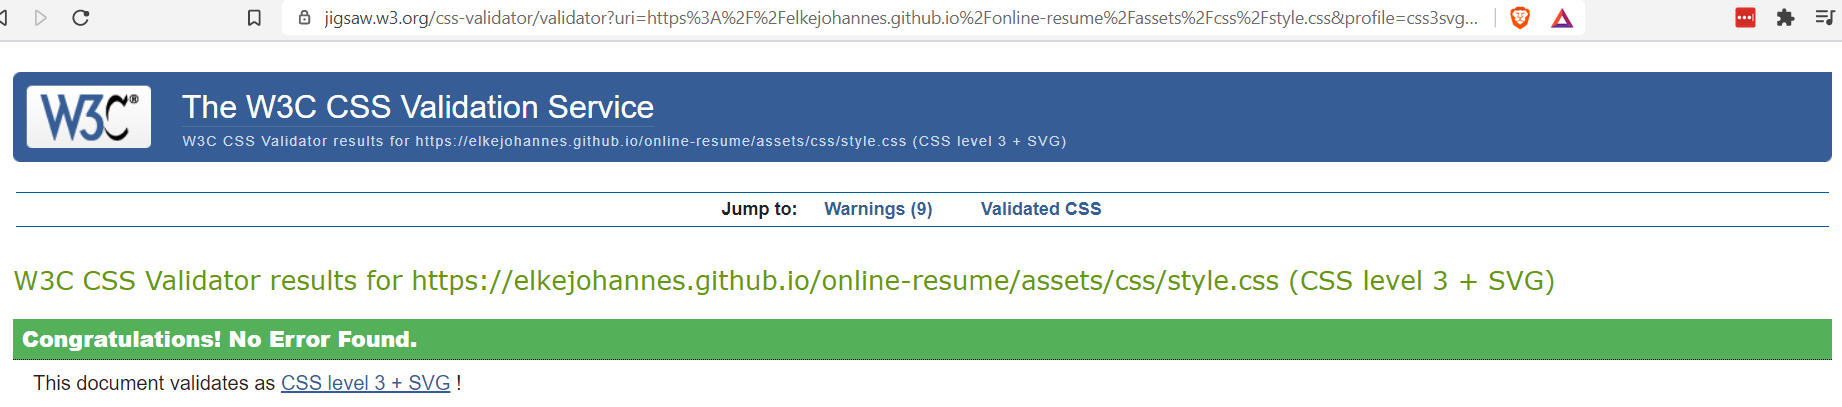 jigsaw.w3.org/css-validator/validator?uri=https%3A%2F%2Felkejohannes.github.io%2Fonline-resume%2Fassets%2Fcss%2Fstyle.css&profile=css3svg...
W3C®
The W3C CSS Validation Service
W3C CSS Validator results for https://elkejohannes.github.io/online-resume/assets/css/style.css (CSS level 3 + SVG)
Jump to: Warnings (9) Validated CSS
W3C CSS Validator results for https://elkejohannes.github.io/online-resume/assets/css/style.css (CSS level 3 + SVG)
Congratulations! No Error Found.
This document validates as CSS level 3 + SVG !